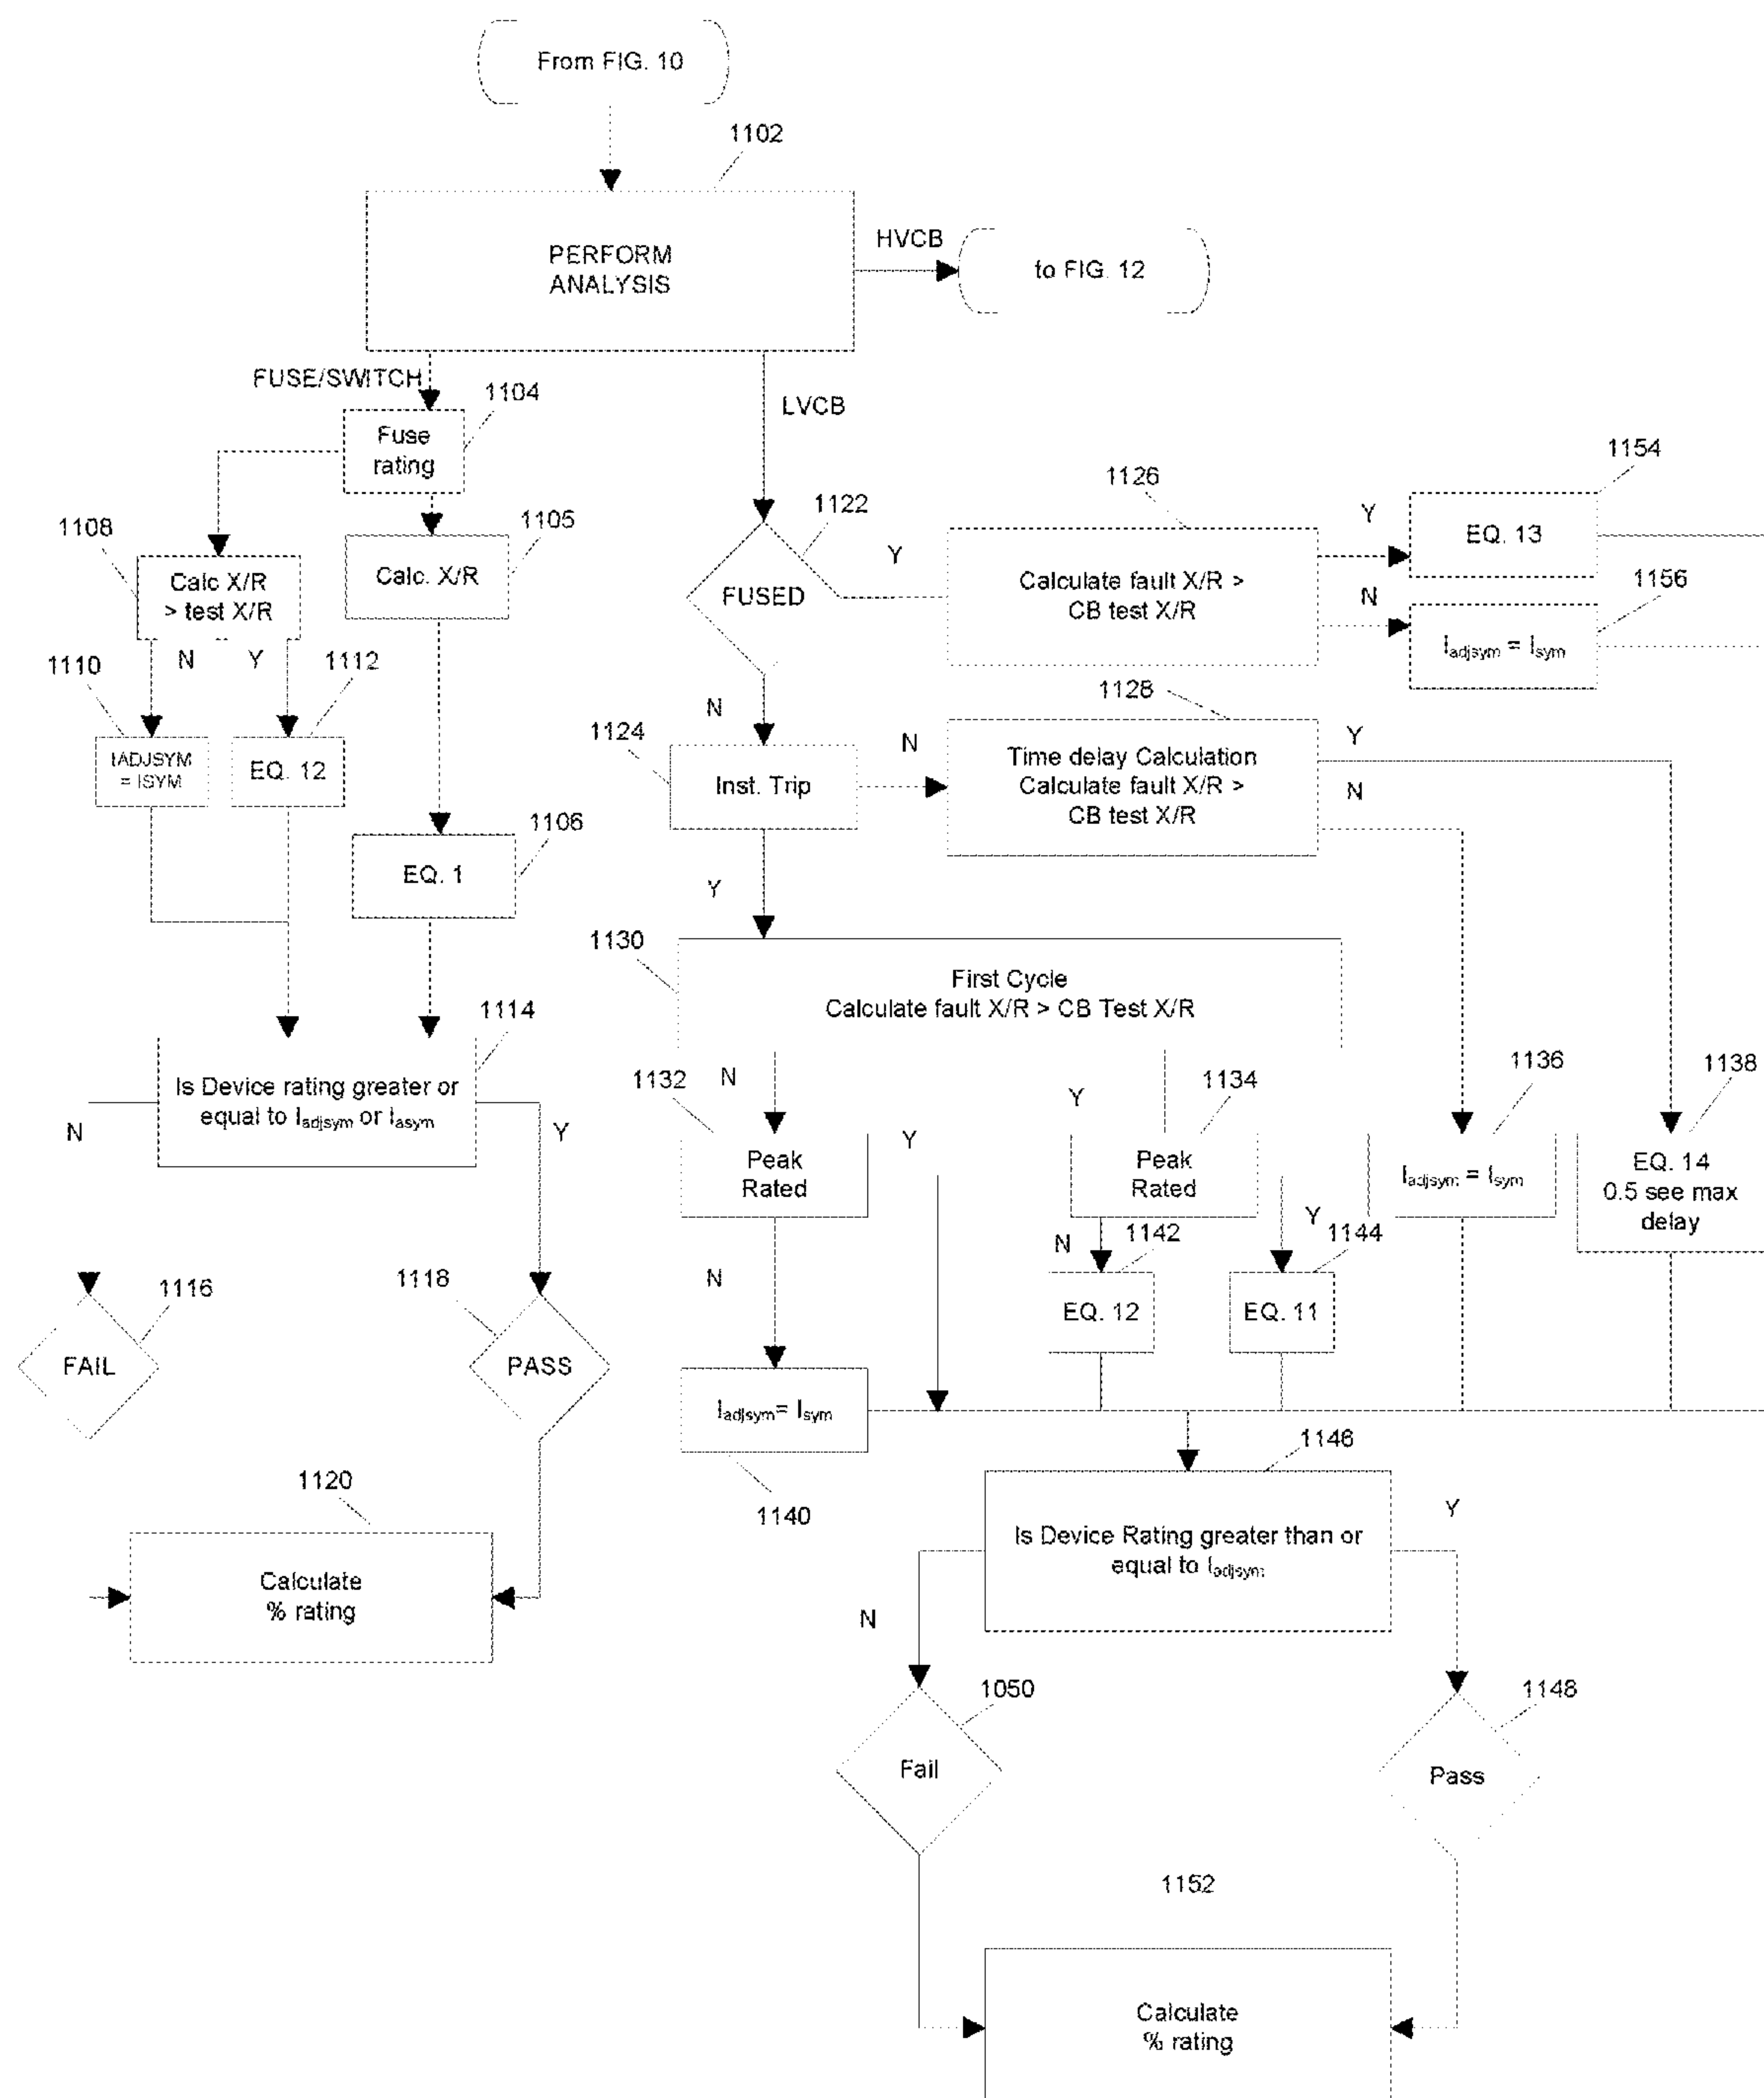 From FIG. 10
1102
PERFORM
ANALYSIS
HVCB
to FIG. 12
FUSE/SWITCH
LVCB
1104
Fuse
rating
1108
Calc X/R
> test X/R
1105
Calc. X/R
1122
FUSED
Y
1126
Calculate fault X/R >
CB test X/R
Y
1154
EQ. 13
N
1156
Iadjsym = Isym
1110
N
Y
1112
IADJSYM
= ISYM
EQ. 12
N
1124
Inst. Trip
N
1128
Time delay Calculation
Calculate fault X/R >
CB test X/R
Y
N
1106
EQ. 1
Y
1130
First Cycle
Calculate fault X/R > CB Test X/R
1114
Is Device rating greater or
equal to Iadjsym or Iasym
N
Y
1132
N
Peak
Rated
Y
Y
1134
Peak
Rated
1136
Iadjsym = Isym
1138
EQ. 14
0.5 see max
delay
N
N
1142
EQ. 12
Y
1144
EQ. 11
1116
FAIL
1118
PASS
Iadjsym= Isym
1140
1146
Is Device Rating greater than or
equal to Iadjsym
N
Y
1120
Calculate
% rating
1050
Fail
1148
Pass
1152
Calculate
% rating